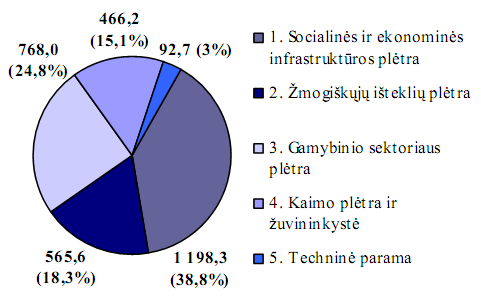 466,2
(15,1%)
92,7 (3%)
768,0
(24,8%)
565,6
(18,3%)
1 198,3
(38,8%)
1. Socialinės ir ekonominės
infrastruktūros plėtra
2. Žmogiškųjų išteklių plėtra
3. Gamybinio sektoriaus
plėtra
4. Kaimo plėtra ir
žuvininkystė
5. Techninė parama